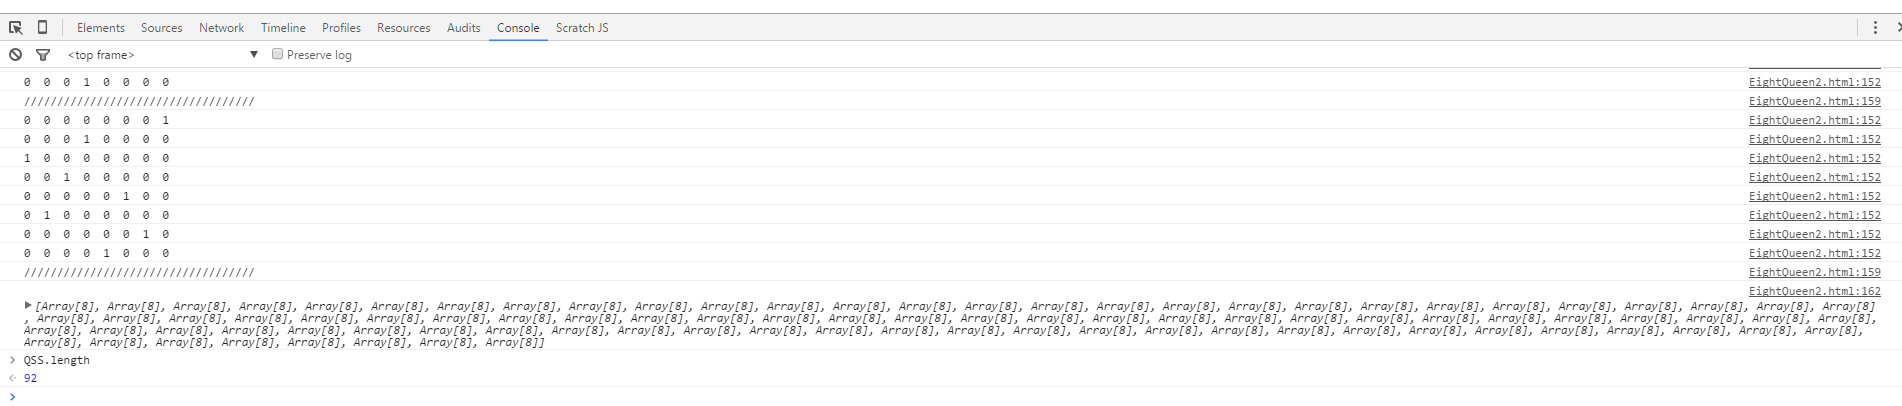 Elements Sources Network Timeline Profiles Resources Audits Console Scratch JS
<top frame> ▼ Preserve log
0 0 0 1 0 0 0 0 EightQueen2.html:152
/////////////////////////////////// EightQueen2.html:159
0 0 0 0 0 0 0 1 EightQueen2.html:152
0 0 0 1 0 0 0 0 EightQueen2.html:152
1 0 0 0 0 0 0 0 EightQueen2.html:152
0 0 1 0 0 0 0 0 EightQueen2.html:152
0 0 0 0 0 1 0 0 EightQueen2.html:152
0 1 0 0 0 0 0 0 EightQueen2.html:152
0 0 0 0 0 0 1 0 EightQueen2.html:152
0 0 0 0 1 0 0 0 EightQueen2.html:152
/////////////////////////////////// EightQueen2.html:159
EightQueen2.html:162
[Array[8], Array[8], Array[8], Array[8], Array[8], Array[8], Array[8], Array[8], Array[8], Array[8], Array[8], Array[8], Array[8], Array[8], Array[8], Array[8], Array[8], Array[8], Array[8], Array[8], Array[8], Array[8], Array[8], Array[8], Array[8], Array[8], Array[8], Array[8]
, Array[8], Array[8], Array[8], Array[8], Array[8], Array[8], Array[8], Array[8], Array[8], Array[8], Array[8], Array[8], Array[8], Array[8], Array[8], Array[8], Array[8], Array[8], Array[8], Array[8], Array[8], Array[8], Array[8], Array[8], Array[8], Array[8], Array[8], Array[8],
Array[8], Array[8], Array[8], Array[8], Array[8], Array[8], Array[8], Array[8], Array[8], Array[8], Array[8], Array[8], Array[8], Array[8], Array[8], Array[8], Array[8], Array[8], Array[8], Array[8], Array[8], Array[8], Array[8], Array[8], Array[8], Array[8], Array[8], Array[8],
Array[8], Array[8], Array[8], Array[8], Array[8], Array[8], Array[8], Array[8]]
> QSS.length
92
>